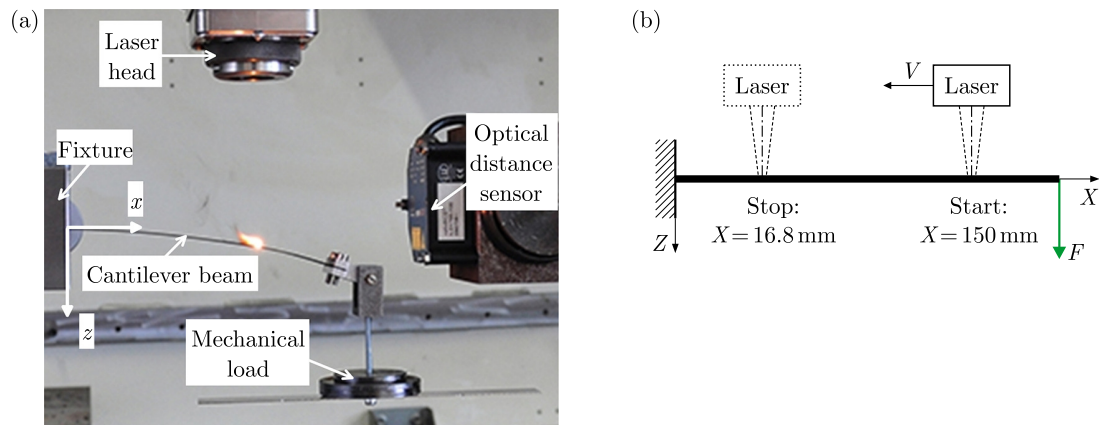 (a)
Laser
head
Optical
distance
sensor
Fixture
x
Cantilever beam
z
Mechanical
load
(b)
Laser
V
Laser
X
Stop:
X = 16.8 mm
Start:
X = 150 mm
Z
F